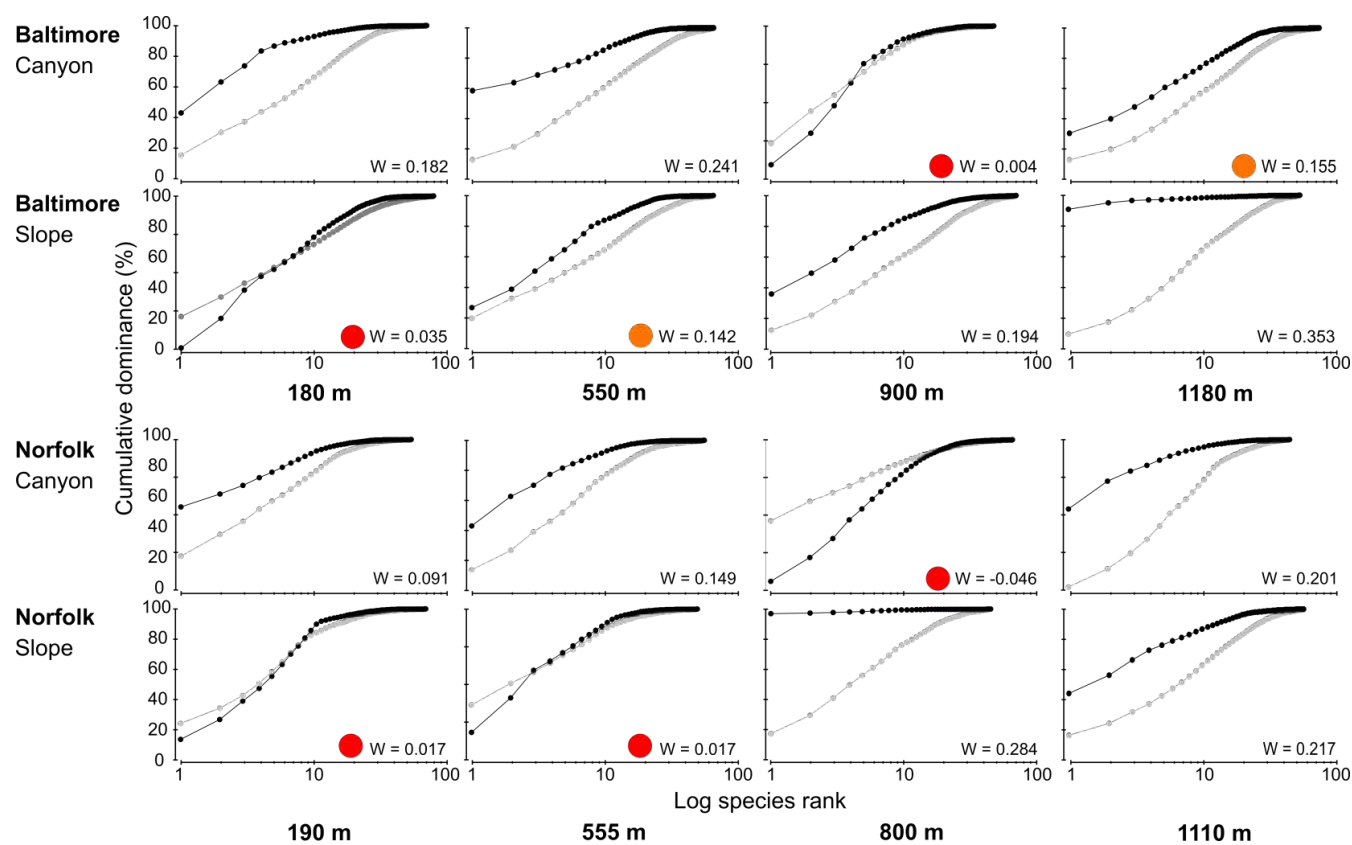 Baltimore
Canyon
100
80
60
40
20
0
W = 0.182
W = 0.241
W = 0.004
W = 0.155
Baltimore
Slope
100
80
60
40
20
0
W = 0.035
W = 0.142
W = 0.194
W = 0.353
1 10 100
1 10 100
1 10 100
1 10 100
180 m
550 m
900 m
1180 m
Cumulative dominance (%)
Norfolk
Canyon
100
80
60
40
20
0
W = 0.091
W = 0.149
W = -0.046
W = 0.201
Norfolk
Slope
100
80
60
40
20
0
W = 0.017
W = 0.017
W = 0.284
W = 0.217
1 10 100
1 10 100
1 10 100
1 10 100
Log species rank
190 m
555 m
800 m
1110 m